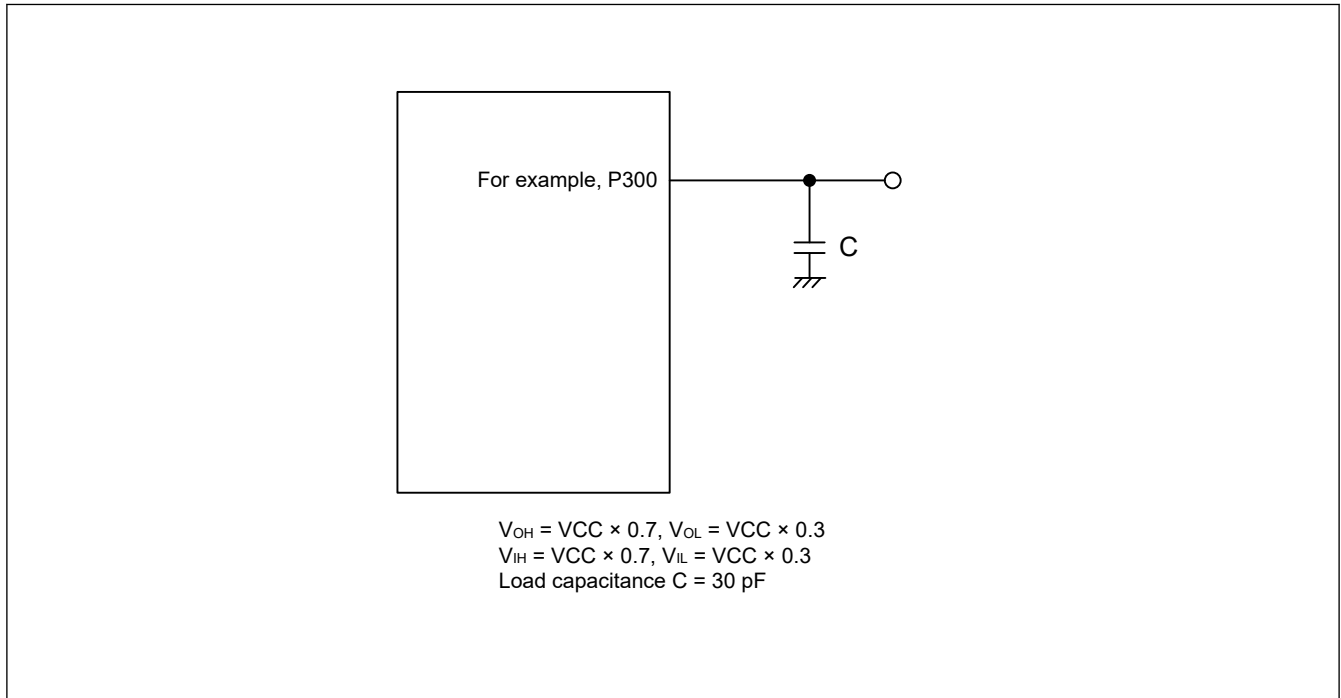 For example, P300
C
VOH = VCC × 0.7, VOL = VCC × 0.3
VIH = VCC × 0.7, VIL = VCC × 0.3
Load capacitance C = 30 pF